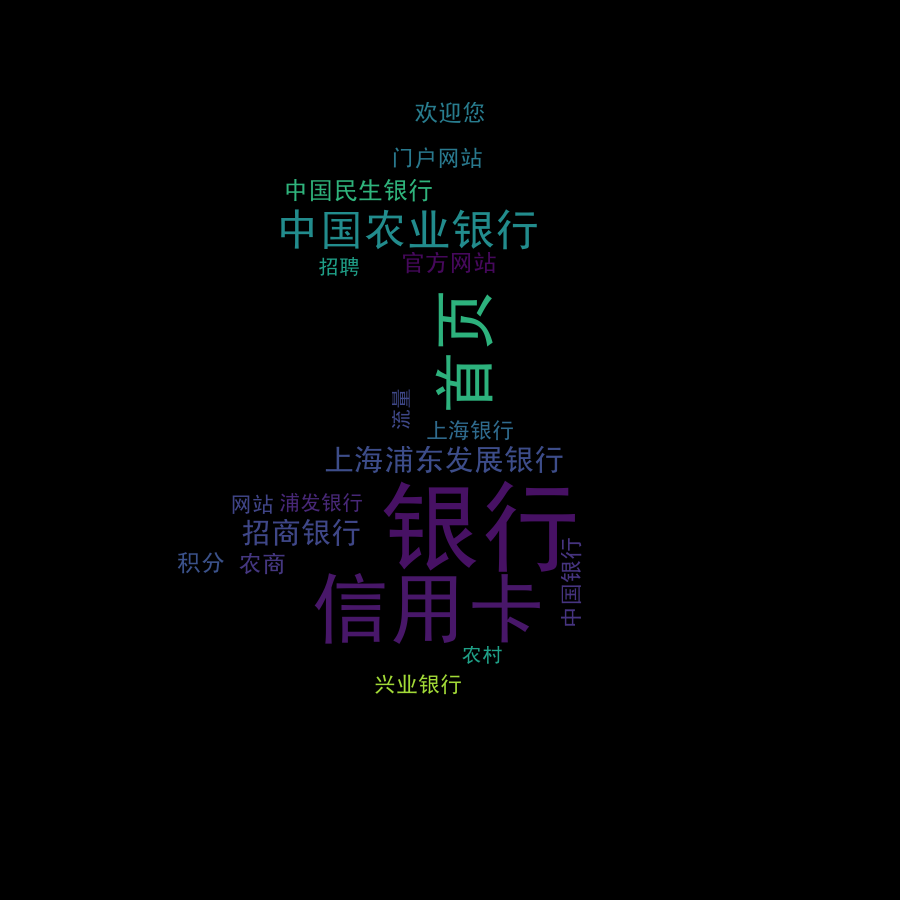 欢迎您
门户网站
中国民生银行
中国农业银行
招聘
官方网站
首页
流量
上海银行
上海浦东发展银行
网站
浦发银行
银行
招商银行
积分
农商
中国银行
信用卡
农村
兴业银行